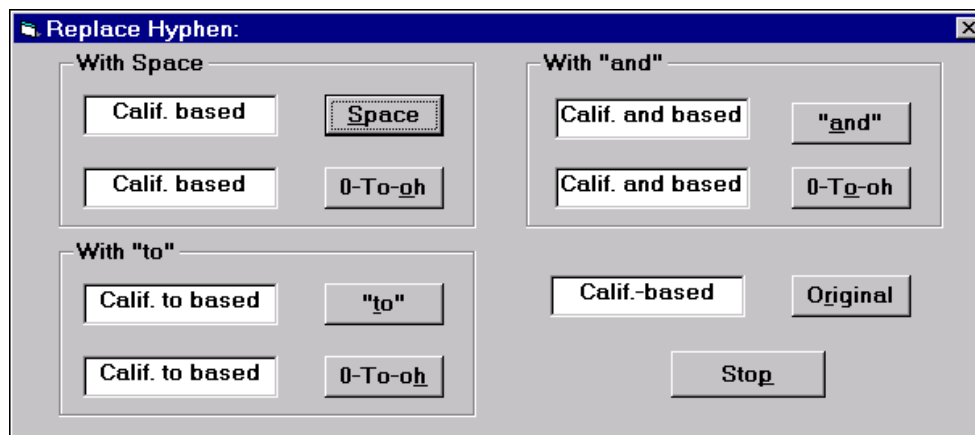 Replace Hyphen:
With Space
Calif. based
Space
Calif. based
0-To-oh
With "to"
Calif. to based
"to"
Calif. to based
0-To-oh
With "and"
Calif. and based
"and"
Calif. and based
0-To-oh
Calif.-based
Original
Stop